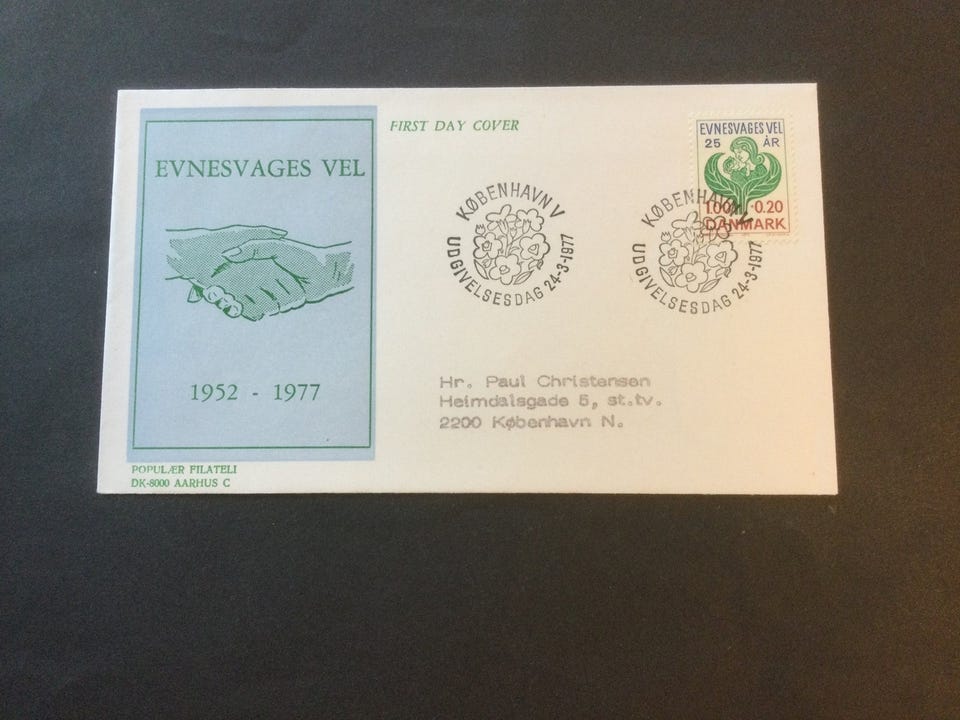 EVNESVAGES VEL
1952 - 1977
POPULÆR FILATELI
DK-8000 AARHUS C
FIRST DAY COVER
KØBENHAVN V
UDGIVELSESDAG 24-3-1977
EVNESVAGES VEL
25 ÅR
1.00 + 0.20
DANMARK
KØBENHAVN V
UDGIVELSESDAG 24-3-1977
Hr. Paul Christensen
Heimdalsgade 5, st.tv.
2200 København N.